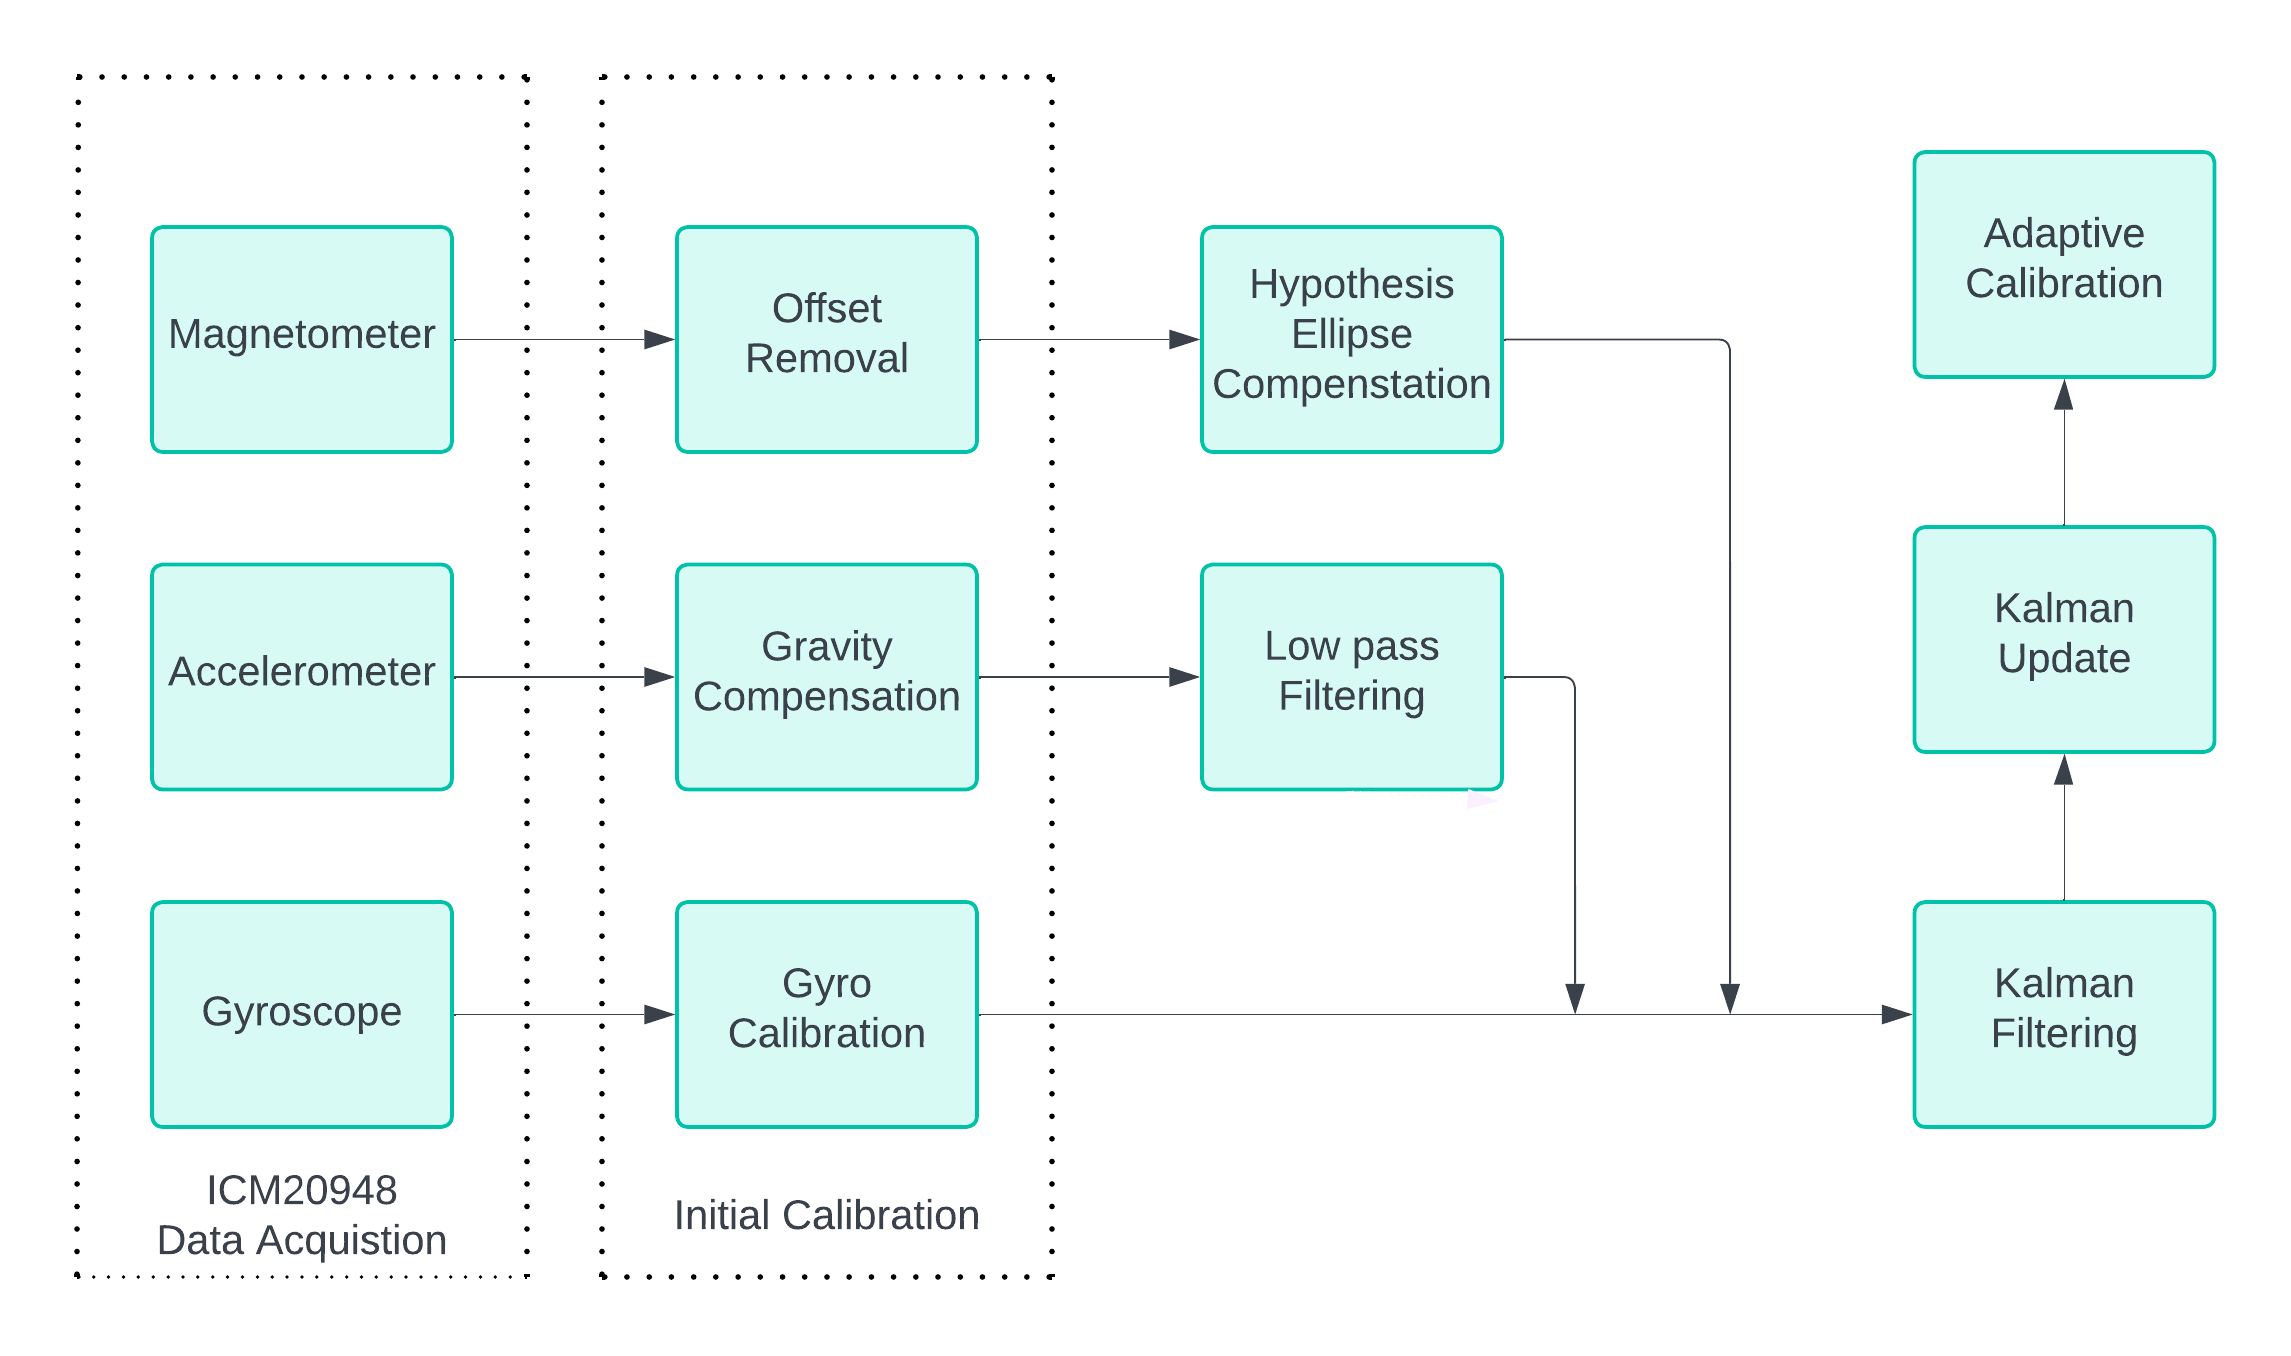 Magnetometer
Offset
Removal
Hypothesis
Ellipse
Compenstation
Adaptive
Calibration
Accelerometer
Gravity
Compensation
Low pass
Filtering
Kalman
Update
Gyroscope
Gyro
Calibration
Kalman
Filtering
ICM20948
Data Acquistion
Initial Calibration